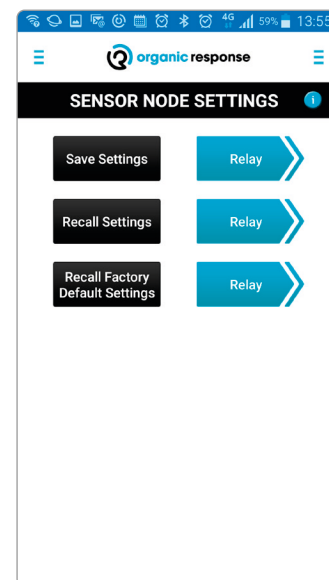 4G 59% 13:55
organic response
SENSOR NODE SETTINGS i
Save Settings Relay
Recall Settings Relay
Recall Factory
Default Settings Relay